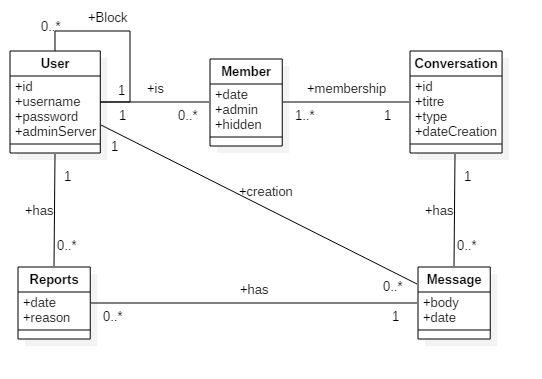 +Block
0..*
User
+id
+username
+password
+adminServer
1
+is
1
0..*
1
Member
+date
+admin
+hidden
+membership
1..*
1
Conversation
+id
+titre
+type
+dateCreation
1
+has
0..*
+creation
0..*
1
+has
0..*
Reports
+date
+reason
+has
0..*
1
Message
+body
+date